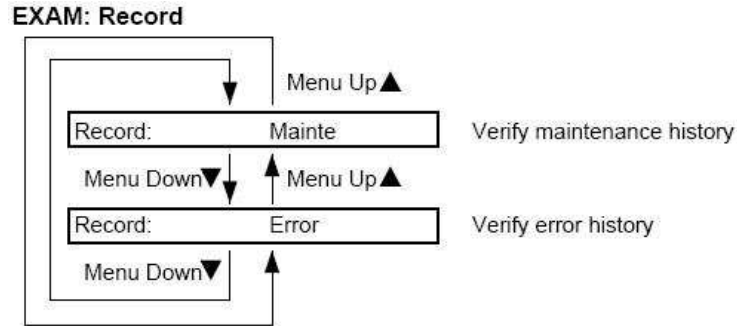 EXAM: Record
Menu Up▲
Record: Mainte Verify maintenance history
Menu Down▼ Menu Up▲
Record: Error Verify error history
Menu Down▼